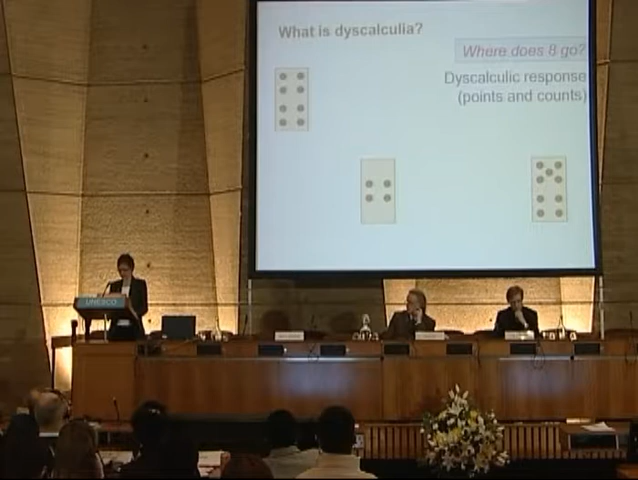 What is dyscalculia?
Where does 8 go?
Dyscalculic response
(points and counts)
UNESCO